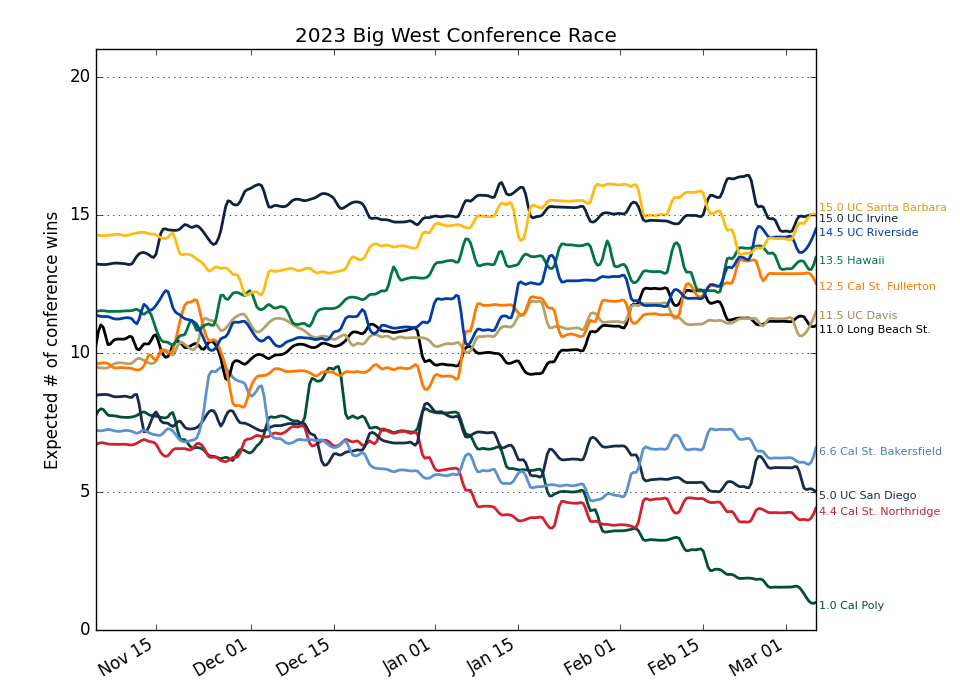 2023 Big West Conference Race
Expected # of conference wins
20
15
10
5
0
Nov 15
Dec 01
Dec 15
Jan 01
Jan 15
Feb 01
Feb 15
Mar 01
15.0 UC Santa Barbara
15.0 UC Irvine
14.5 UC Riverside
13.5 Hawaii
12.5 Cal St. Fullerton
11.5 UC Davis
11.0 Long Beach St.
6.6 Cal St. Bakersfield
5.0 UC San Diego
4.4 Cal St. Northridge
1.0 Cal Poly